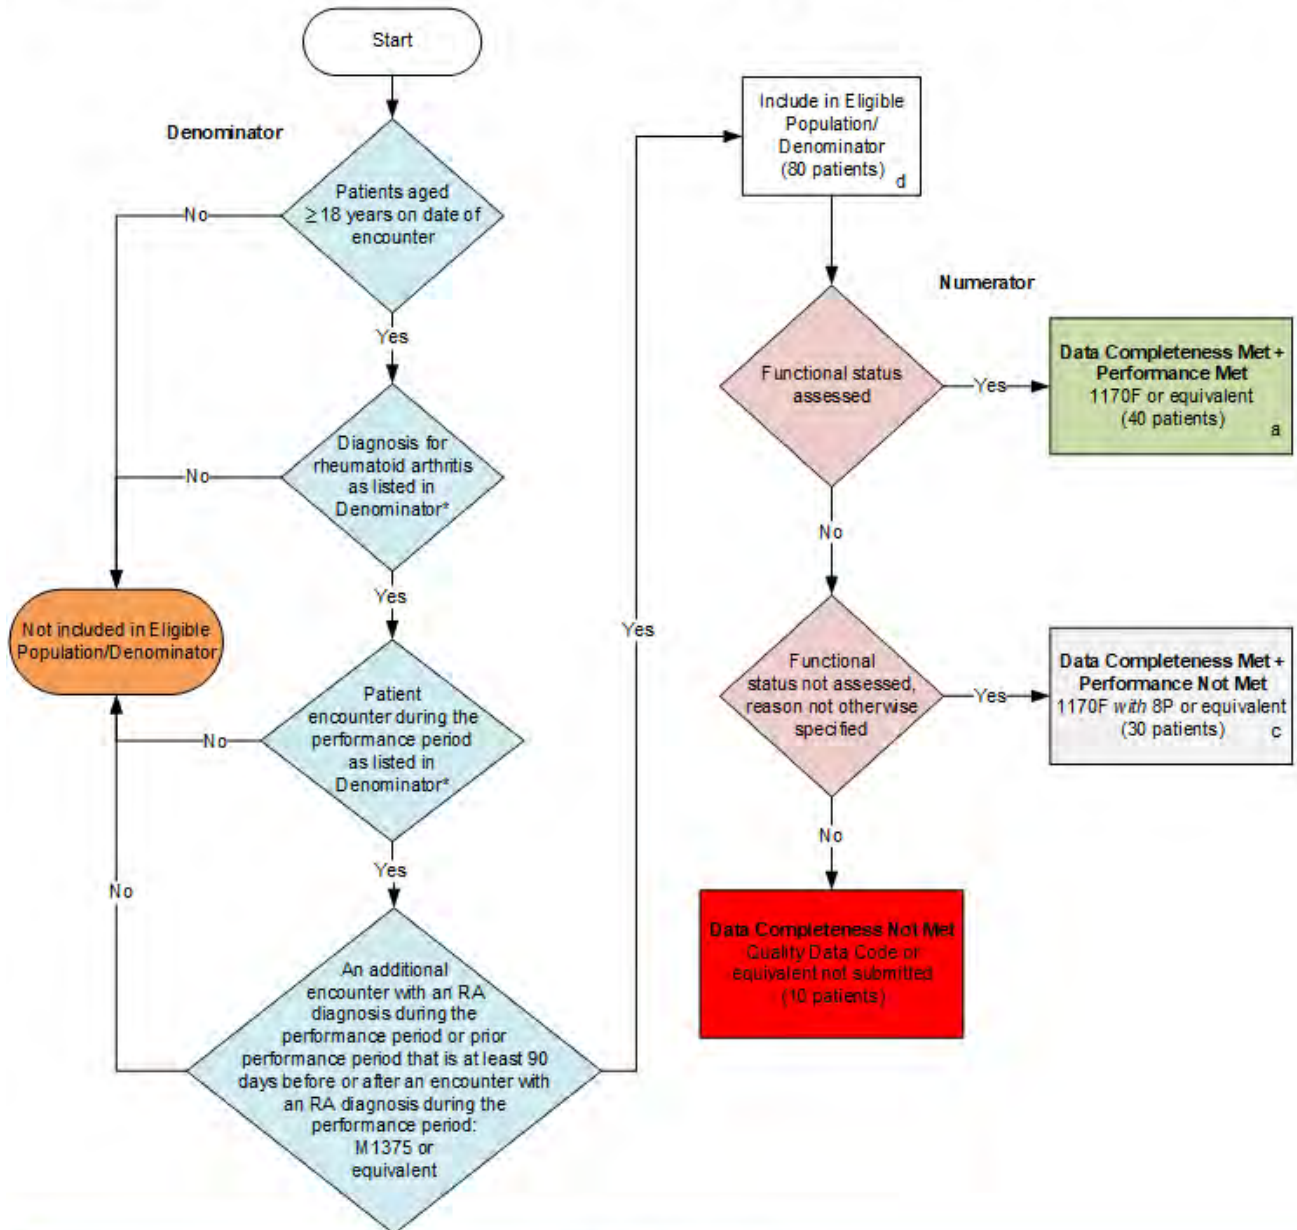 Start
Denominator
Patients aged
≥ 18 years on date of
encounter
No
Yes
Diagnosis for
rheumatoid arthritis
as listed in
Denominator*
No
Yes
Not included in Eligible
Population/Denominator
Patient
encounter during the
performance period
as listed in
Denominator*
No
Yes
No
An additional
encounter with an RA
diagnosis during the
performance period or prior
performance period that is at least 90
days before or after an encounter with
an RA diagnosis during the
performance period:
M1375 or
equivalent
Yes
Include in Eligible
Population/
Denominator
(80 patients)
d
Numerator
Functional status
assessed
Yes
Data Completeness Met +
Performance Met
1170F or equivalent
(40 patients)
a
No
Functional
status not assessed,
reason not otherwise
specified
Yes
Data Completeness Met +
Performance Not Met
1170F with 8P or equivalent
(30 patients)
c
No
Data Completeness Not Met
Quality Data Code or
equivalent not submitted
(10 patients)